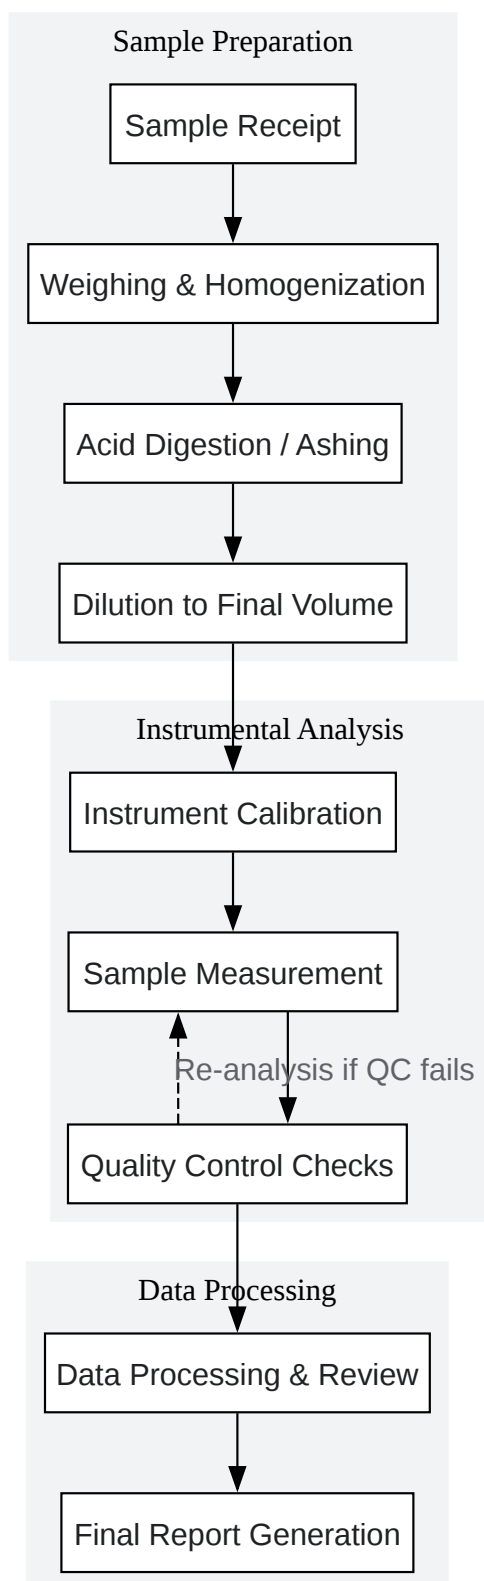 Sample Preparation
Sample Receipt
Weighing & Homogenization
Acid Digestion / Ashing
Dilution to Final Volume
Instrumental Analysis
Instrument Calibration
Sample Measurement
Re-analysis if QC fails
Quality Control Checks
Data Processing
Data Processing & Review
Final Report Generation